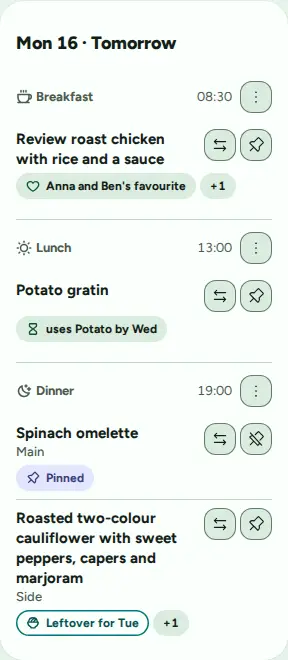 Mon 16 · Tomorrow
Breakfast 08:30
Review roast chicken
with rice and a sauce
Anna and Ben's favourite +1
Lunch 13:00
Potato gratin
uses Potato by Wed
Dinner 19:00
Spinach omelette
Main
Pinned
Roasted two-colour
cauliflower with sweet
peppers, capers and
marjoram
Side
Leftover for Tue +1